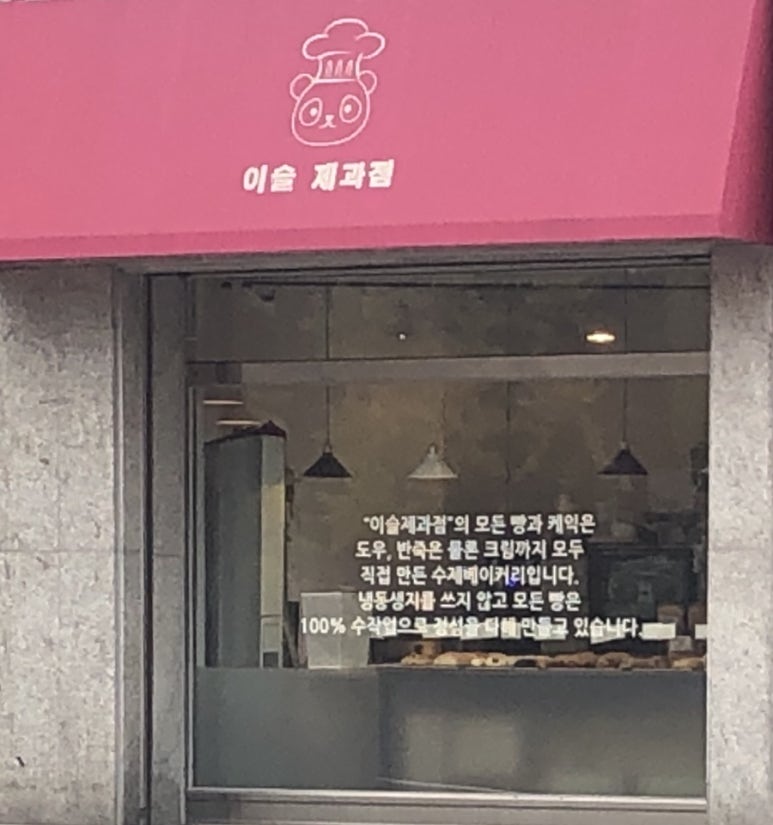 이슬 제과점
"이슬제과점"의 모든 빵과 케익은
도우, 반죽은 물론 크림까지 모두
직접 만든 수제베이커리입니다.
냉동생지를 쓰지 않고 모든 빵은
100% 수작업으로 정성을 다해 만들고 있습니다.